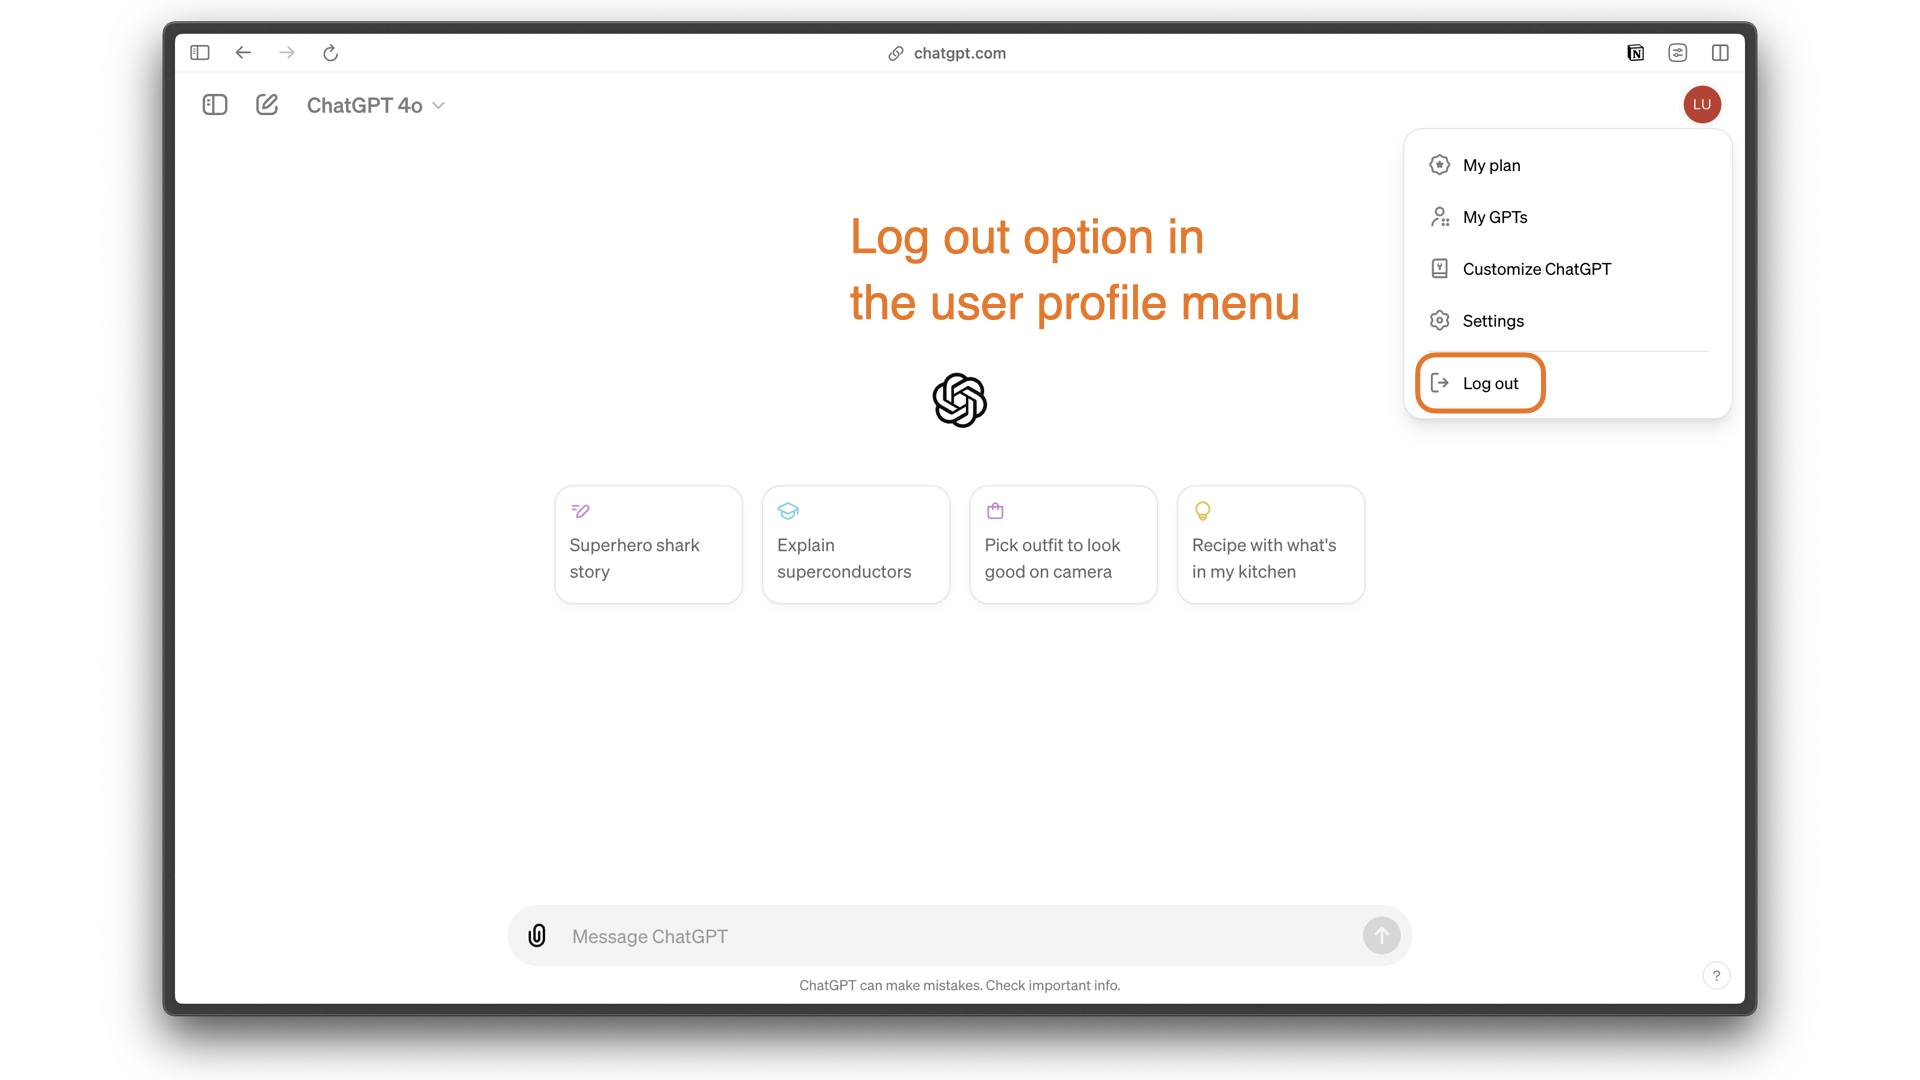 chatgpt.com
ChatGPT 4o
LU
My plan
My GPTs
Customize ChatGPT
Settings
Log out
Log out option in
the user profile menu
Superhero shark
story
Explain
superconductors
Pick outfit to look
good on camera
Recipe with what's
in my kitchen
Message ChatGPT
ChatGPT can make mistakes. Check important info.
?